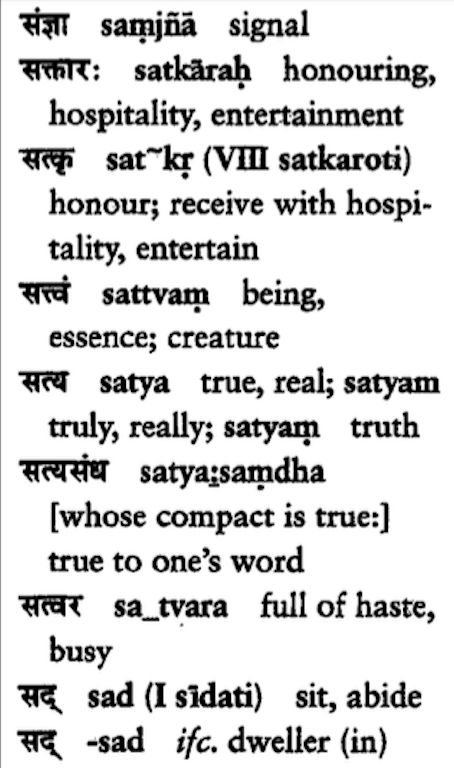 संज्ञा saṃjñā signal
सत्कारः satkāraḥ honouring,
hospitality, entertainment
सत्कृ sat~kṛ (VIII satkaroti)
honour; receive with hospi-
tality, entertain
सत्त्वं sattvaṃ being,
essence; creature
सत्य satya true, real; satyam
truly, really; satyaṃ truth
सत्यसंध satya:saṃdha
[whose compact is true:]
true to one’s word
सत्वर sa_tvara full of haste,
busy
सद् sad (I sīdati) sit, abide
सद् -sad ifc. dweller (in)